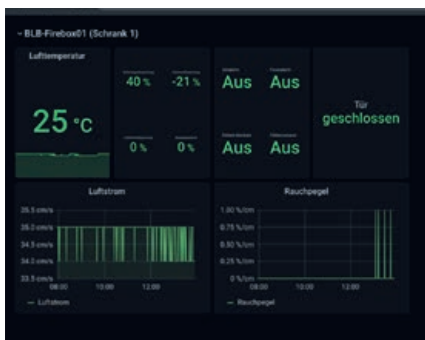 BLB-Firebox01 (Schrank 1)
Lufttemperatur
25 °C
40 %
-21 %
0 %
0 %
Aus
Aus
Aus
Aus
Tür
geschlossen
Luftstrom
35.5 cm/s
35.0 cm/s
34.5 cm/s
34.0 cm/s
33.5 cm/s
08:00 10:00 12:00
— Luftstrom
Rauchpegel
1.00 %/cm
0.75 %/cm
0.50 %/cm
0.25 %/cm
0 %/cm
08:00 10:00 12:00
— Rauchpegel